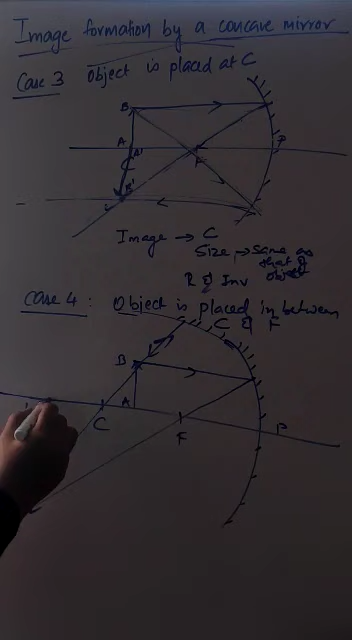 Image formation by a concave mirror
Case 3 Object is placed at C
B
A A' F P
C
B'
Image → C
Size → same as
that of
object
R & Inv
Case 4 : Object is placed in between
C & F
B
A
C F P